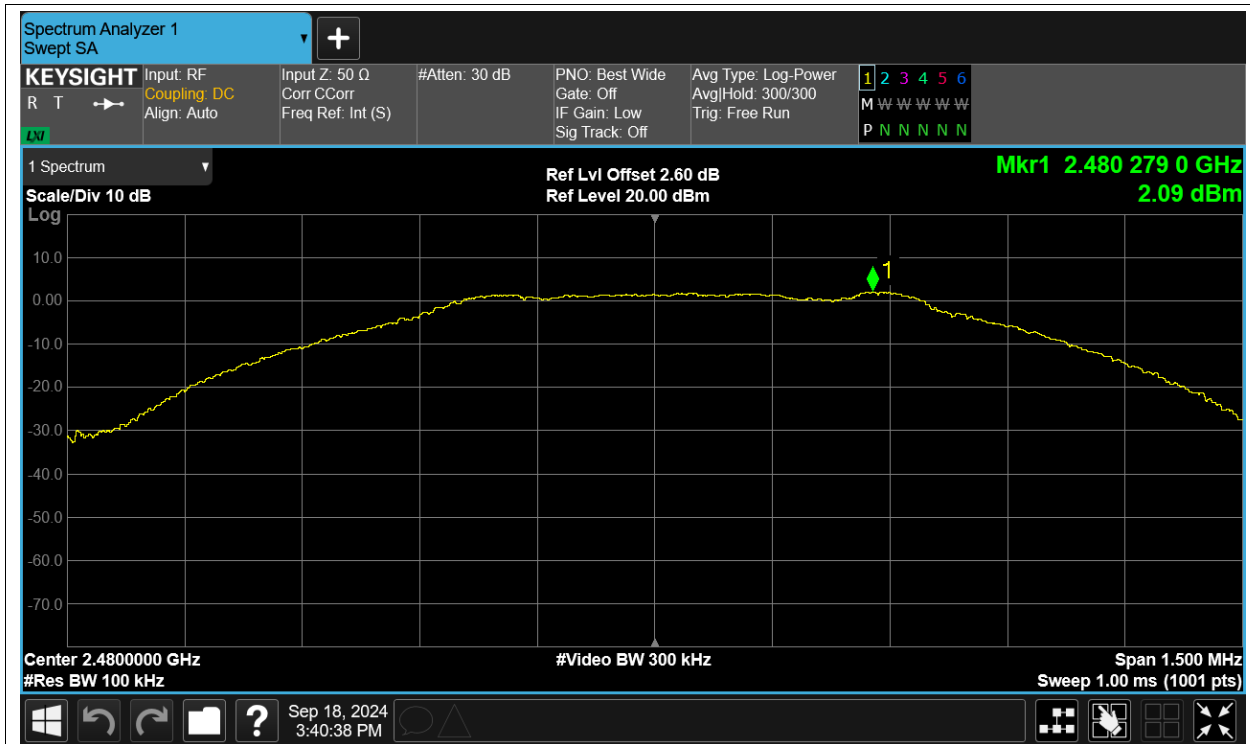 Spectrum Analyzer 1
Swept SA
KEYSIGHT
R T
LXI
Input: RF
Coupling: DC
Align: Auto
Input Z: 50 Ω
Corr CCorr
Freq Ref: Int (S)
#Atten: 30 dB
PNO: Best Wide
Gate: Off
IF Gain: Low
Sig Track: Off
Avg Type: Log-Power
Avg|Hold: 300/300
Trig: Free Run
1 2 3 4 5 6
M W W W W W
P N N N N N
1 Spectrum
Scale/Div 10 dB
Log
Ref Lvl Offset 2.60 dB
Ref Level 20.00 dBm
Mkr1 2.480 279 0 GHz
2.09 dBm
1
10.0
0.00
-10.0
-20.0
-30.0
-40.0
-50.0
-60.0
-70.0
Center 2.4800000 GHz
#Res BW 100 kHz
#Video BW 300 kHz
Span 1.500 MHz
Sweep 1.00 ms (1001 pts)
?
Sep 18, 2024
3:40:38 PM